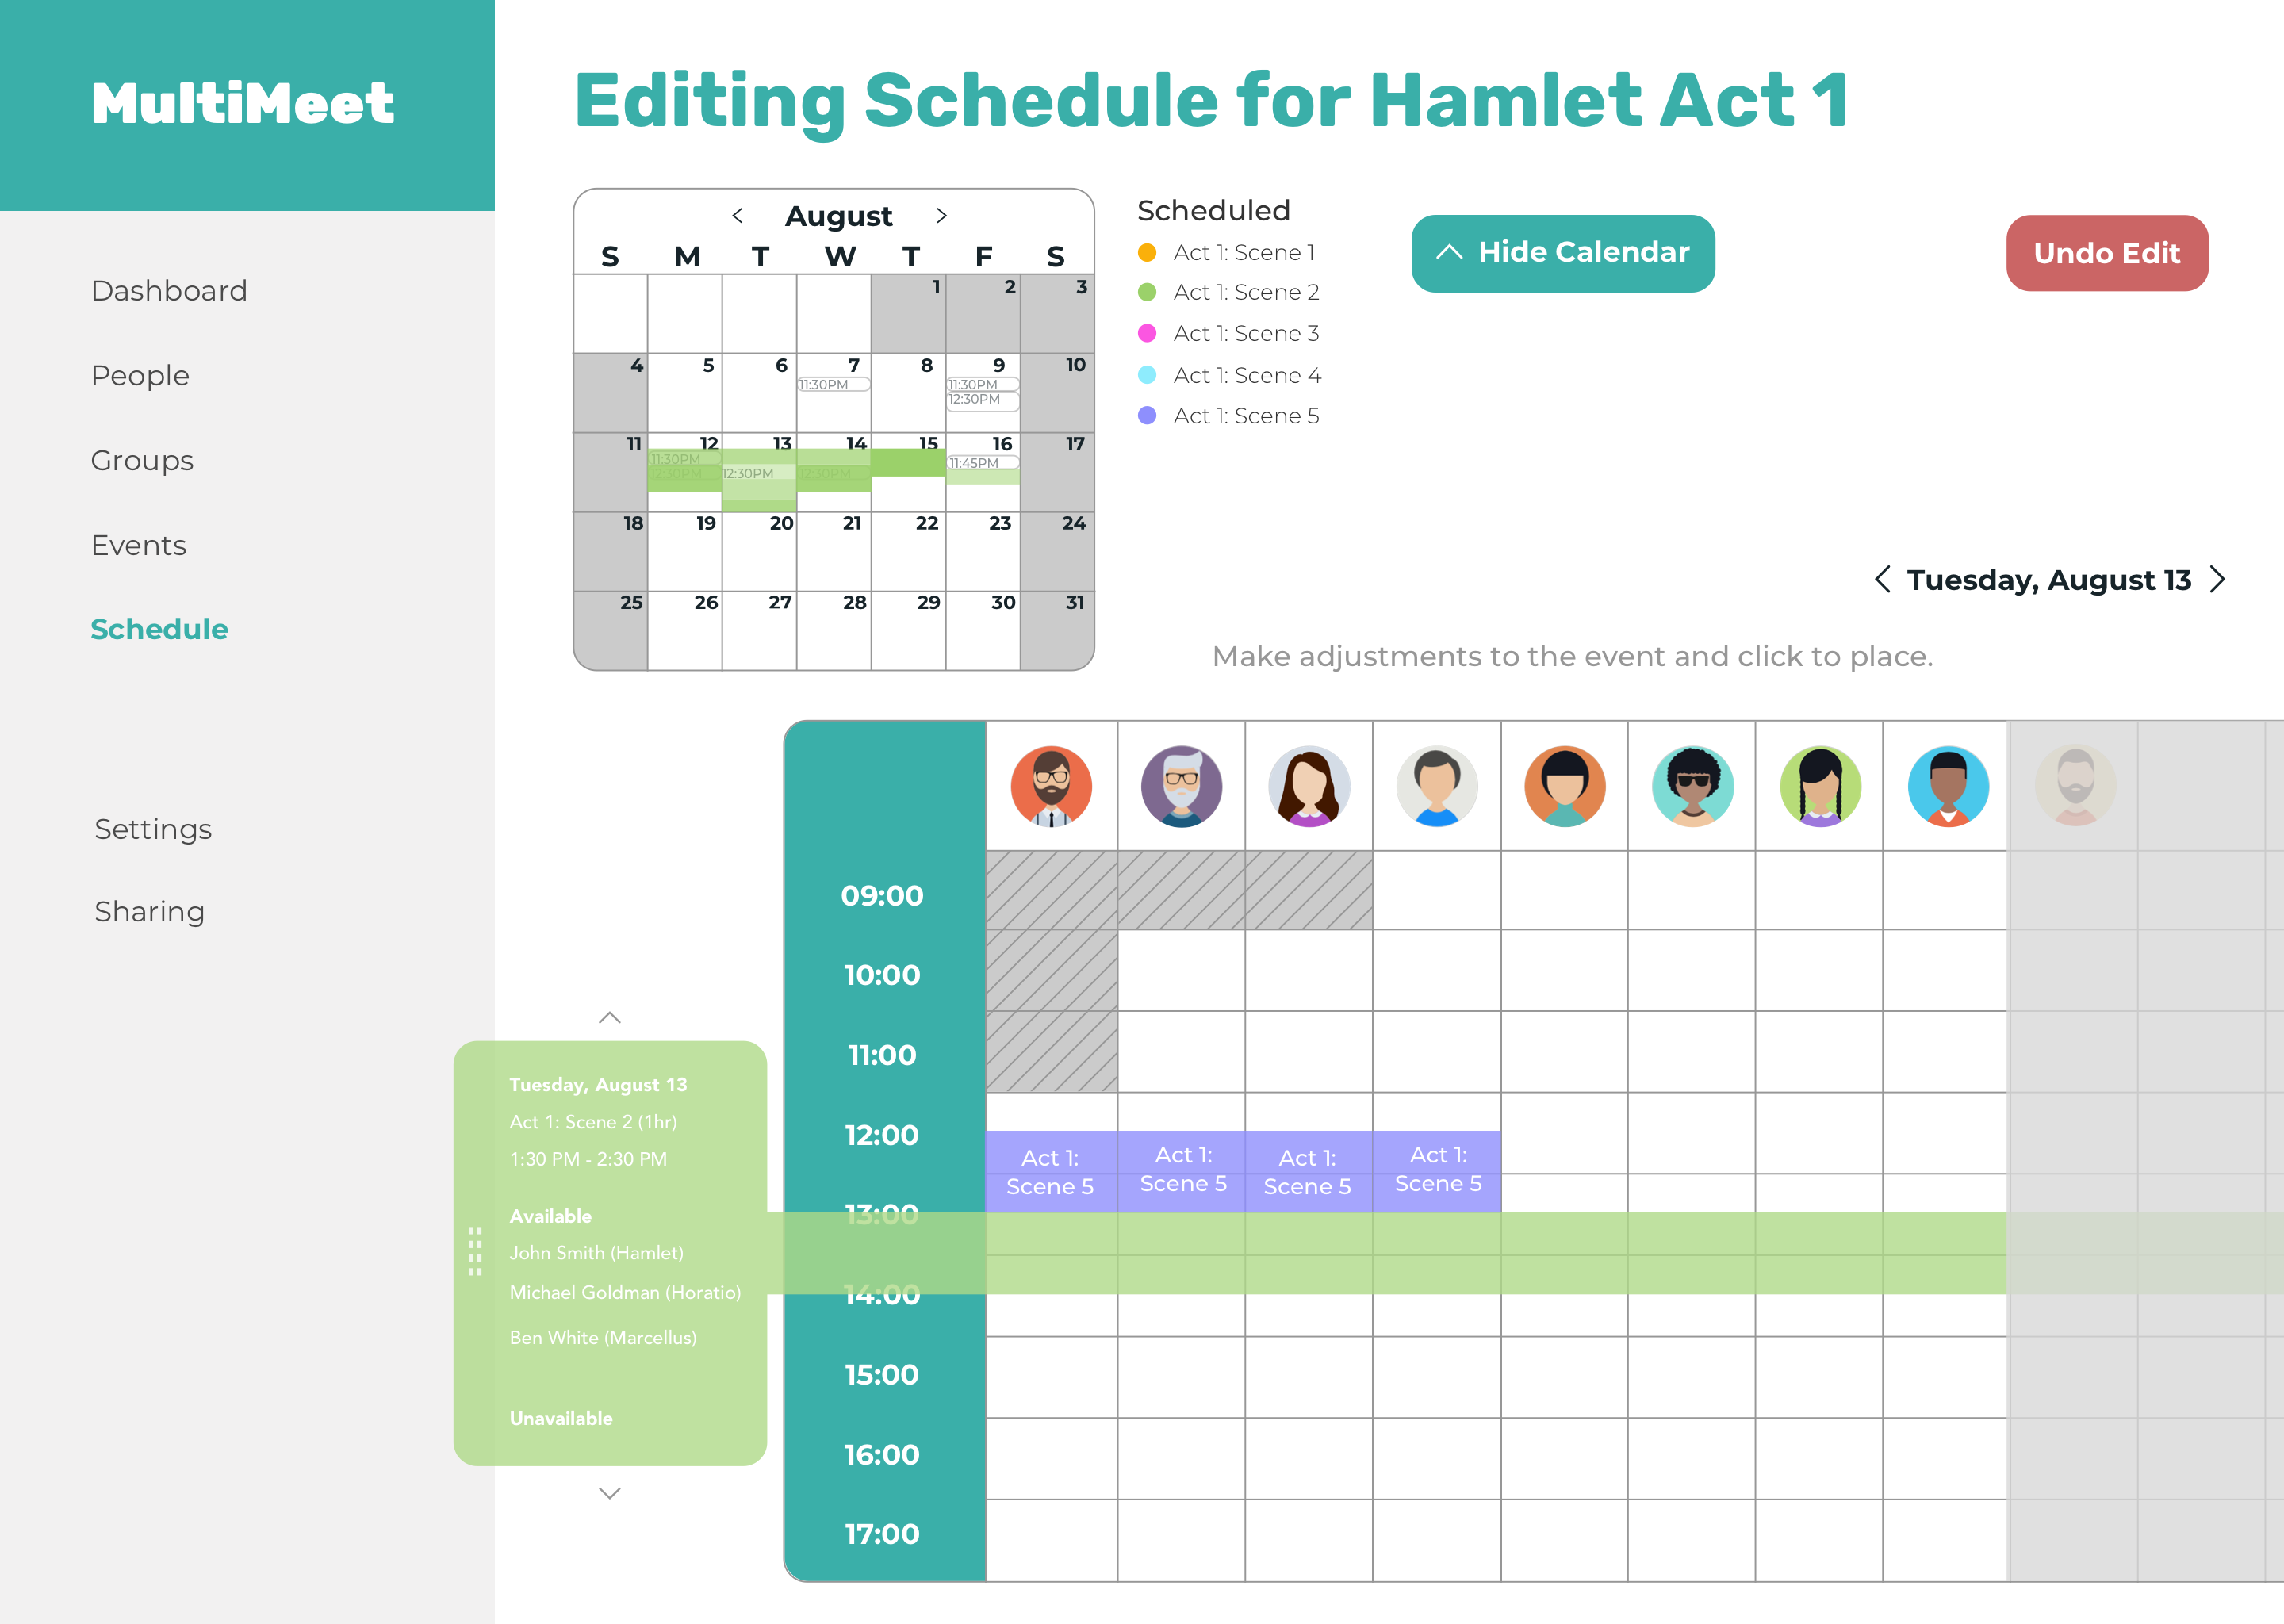 MultiMeet
Editing Schedule for Hamlet Act 1
Dashboard
People
Groups
Events
Schedule
Settings
Sharing
< August >
S M T W T F S
1 2 3
4 5 6 7 8 9 10
11:30PM 11:30PM
12:30PM
11 12 13 14 15 16 17
11:30PM 11:45PM
12:30PM 12:30PM 12:30PM
18 19 20 21 22 23 24
25 26 27 28 29 30 31
Scheduled
Act 1: Scene 1
Act 1: Scene 2
Act 1: Scene 3
Act 1: Scene 4
Act 1: Scene 5
Hide Calendar
Undo Edit
Tuesday, August 13
Make adjustments to the event and click to place.
Tuesday, August 13
Act 1: Scene 2 (1hr)
1:30 PM - 2:30 PM
Available
John Smith (Hamlet)
Michael Goldman (Horatio)
Ben White (Marcellus)
Unavailable
09:00
10:00
11:00
12:00
Act 1: Act 1: Act 1: Act 1:
Scene 5 Scene 5 Scene 5 Scene 5
13:00
14:00
15:00
16:00
17:00